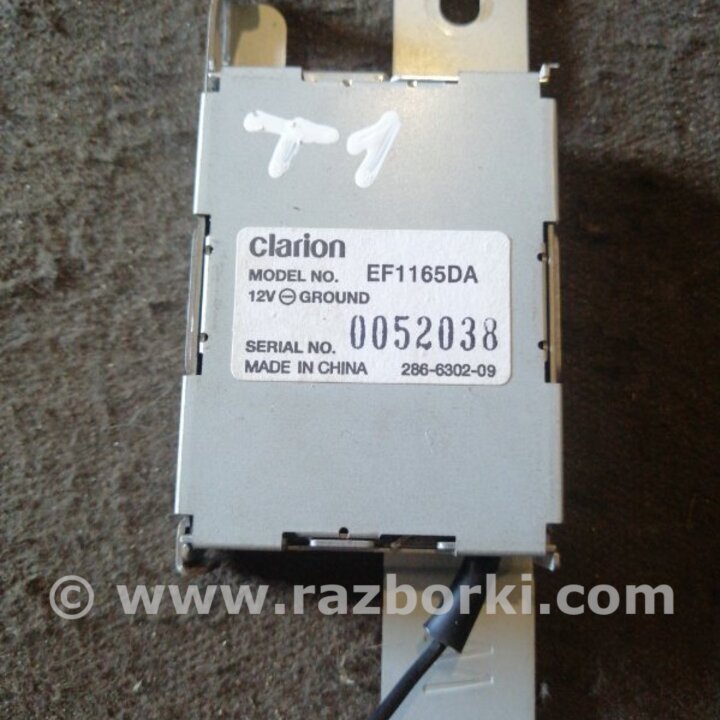 T1
clarion
MODEL NO. EF1165DA
12V ⊖ GROUND
SERIAL NO. 0052038
MADE IN CHINA 286-6302-09
© www.razborki.com